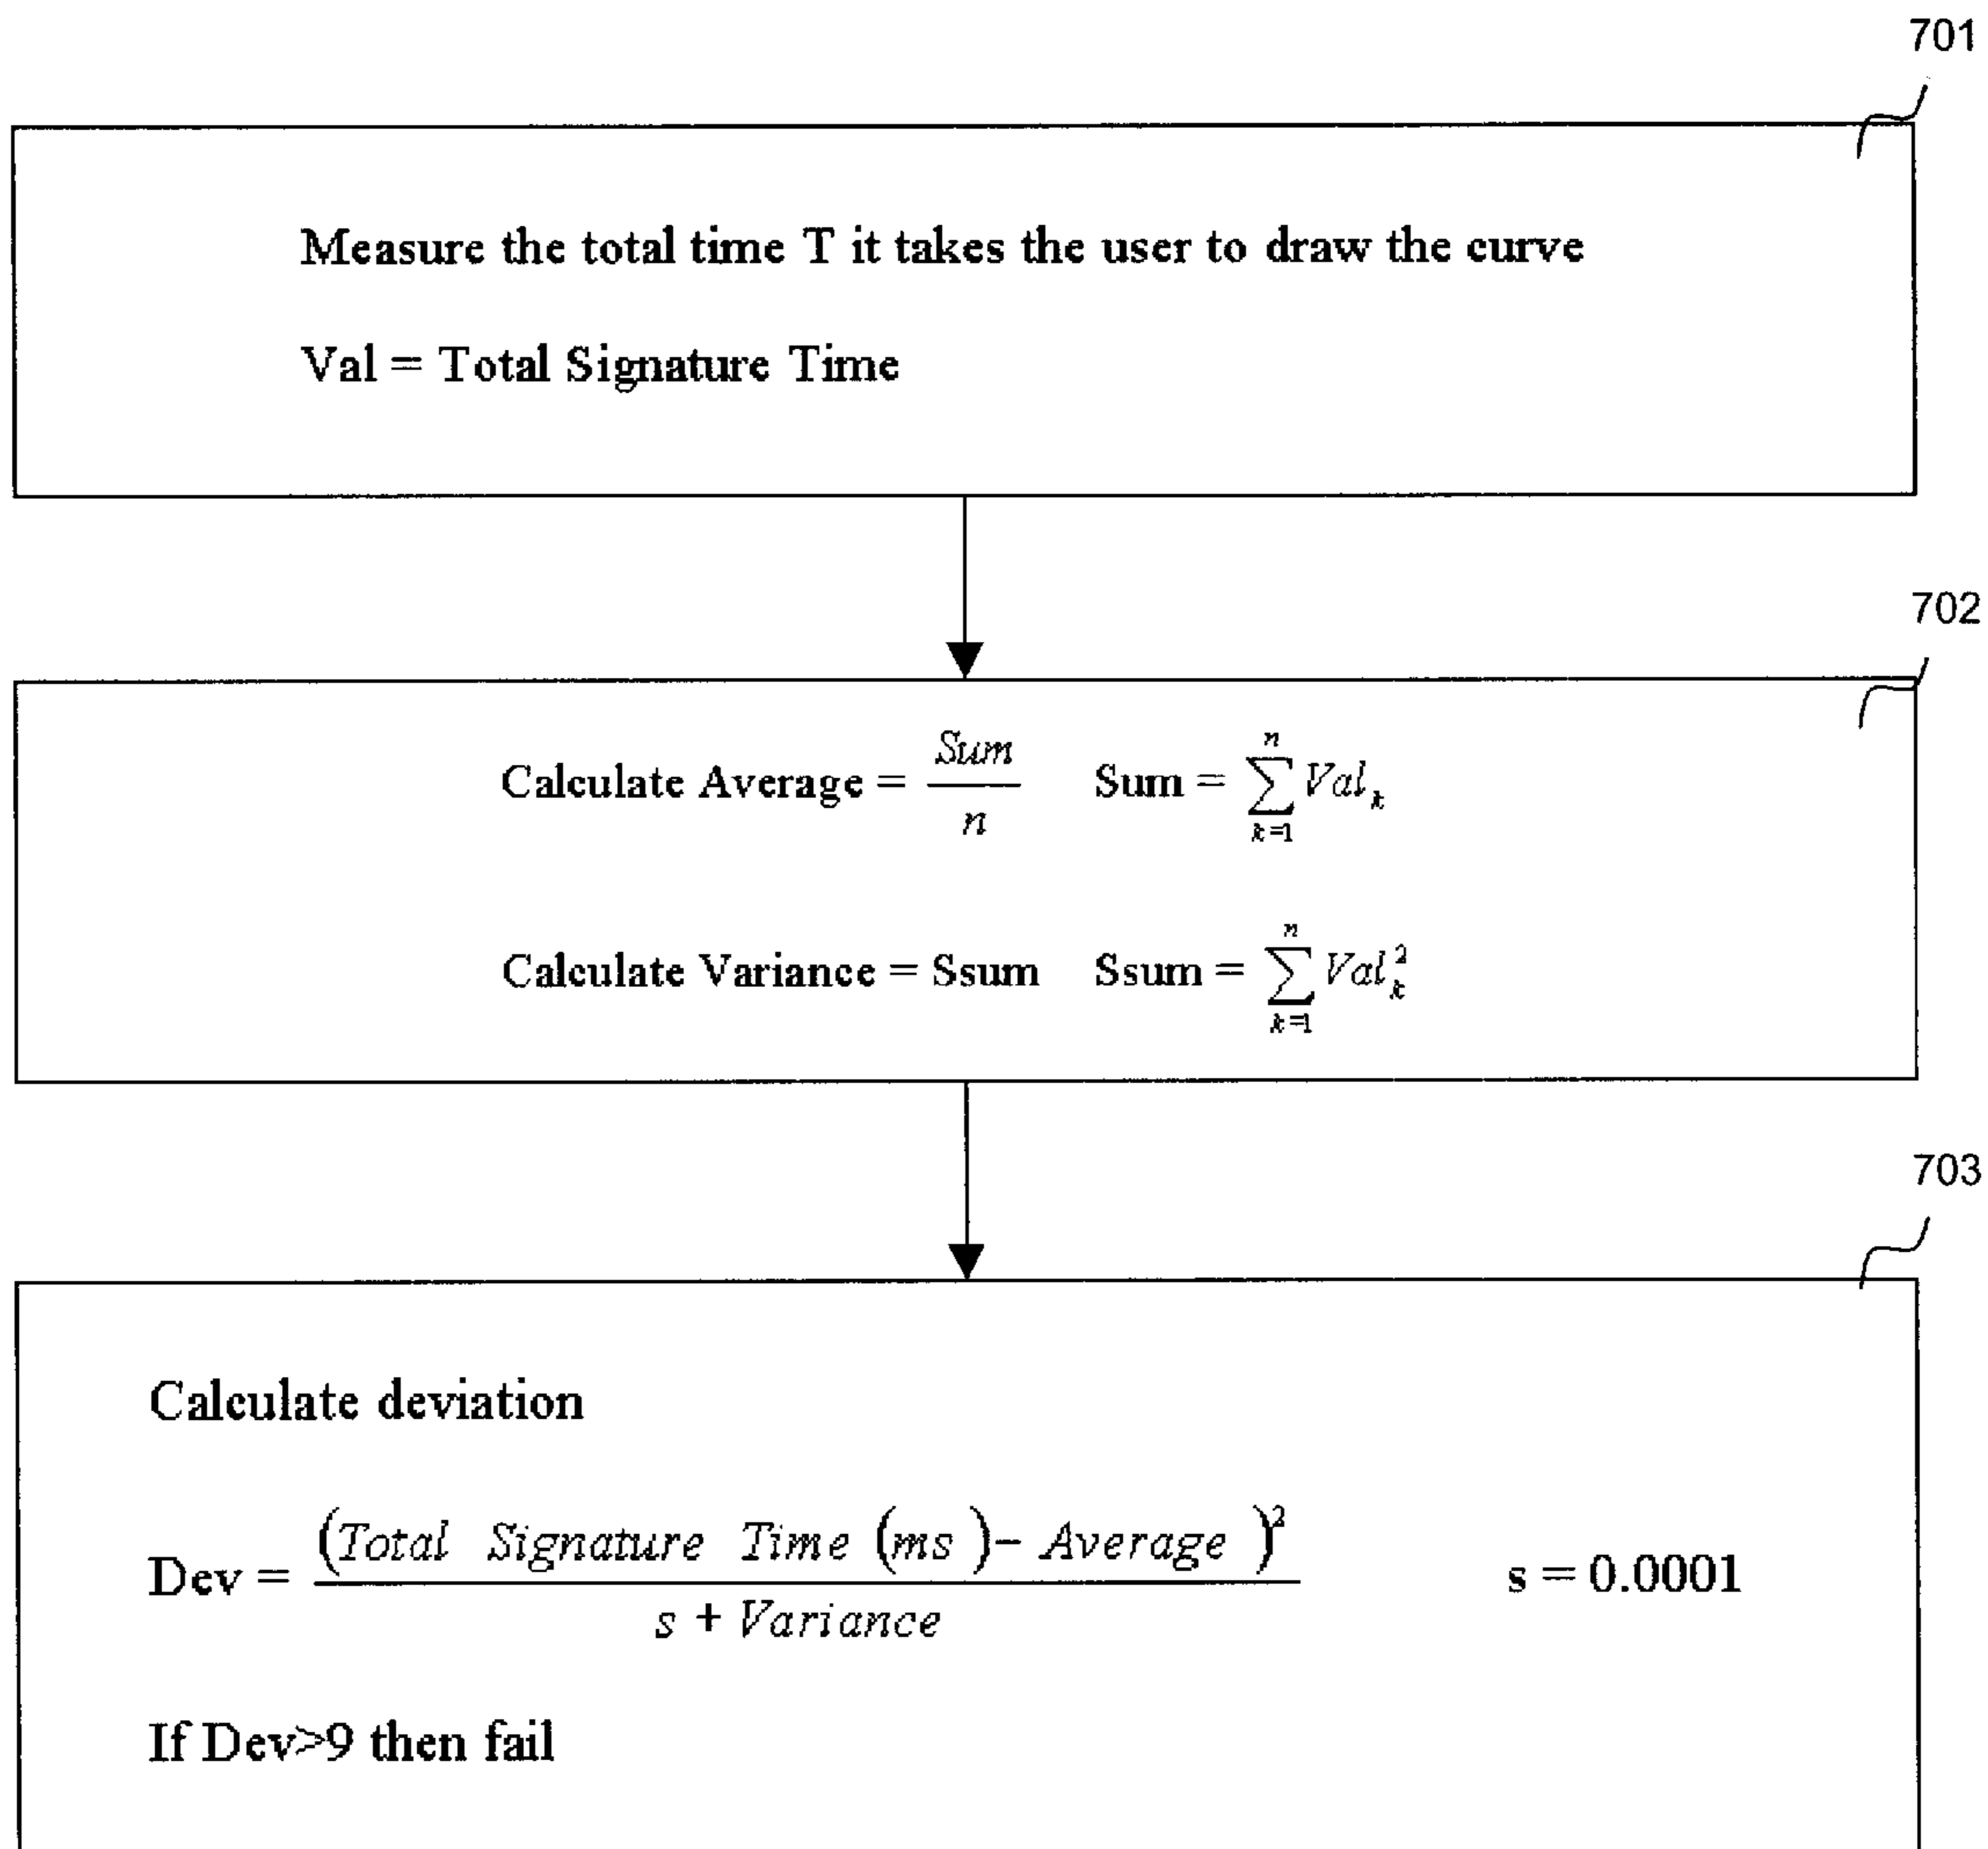 701
Measure the total time T it takes the user to draw the curve
Val = Total Signature Time
702
Calculate Average = Sum / n    Sum = ∑_{k=1}^{n} Val_k
Calculate Variance = Ssum    Ssum = ∑_{k=1}^{n} Val_k^2
703
Calculate deviation
Dev = (Total Signature Time (ms) − Average)^2 / s + Variance    s = 0.0001
If Dev>9 then fail